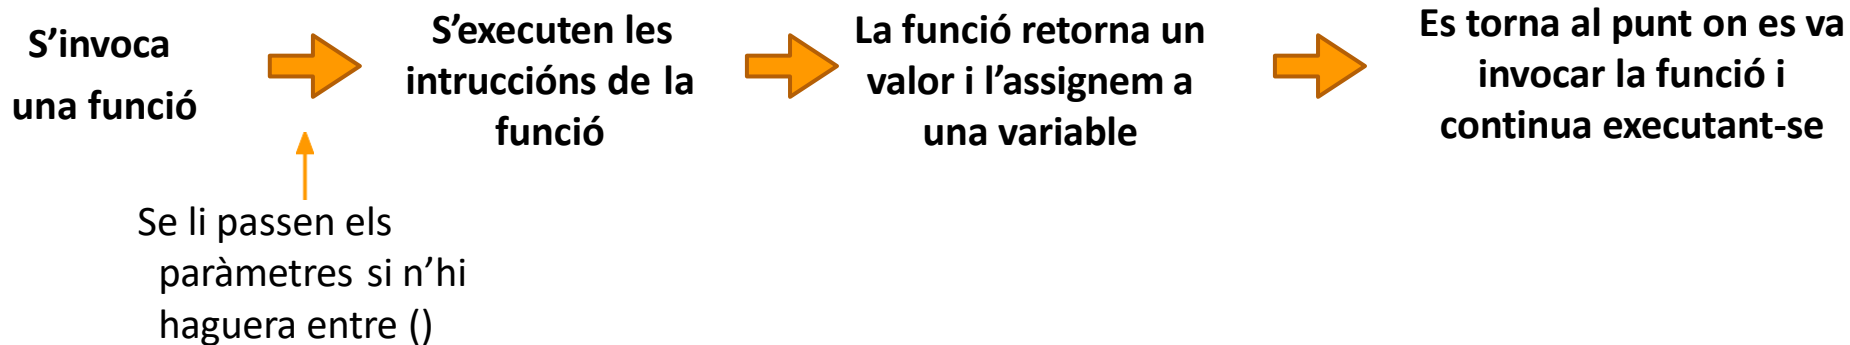 S’invoca
una funció
S’executen les
intruccións de la
funció
La funció retorna un
valor i l’assignem a
una variable
Es torna al punt on es va
invocar la funció i
continua executant-se
Se li passen els
paràmetres si n’hi
haguera entre ()